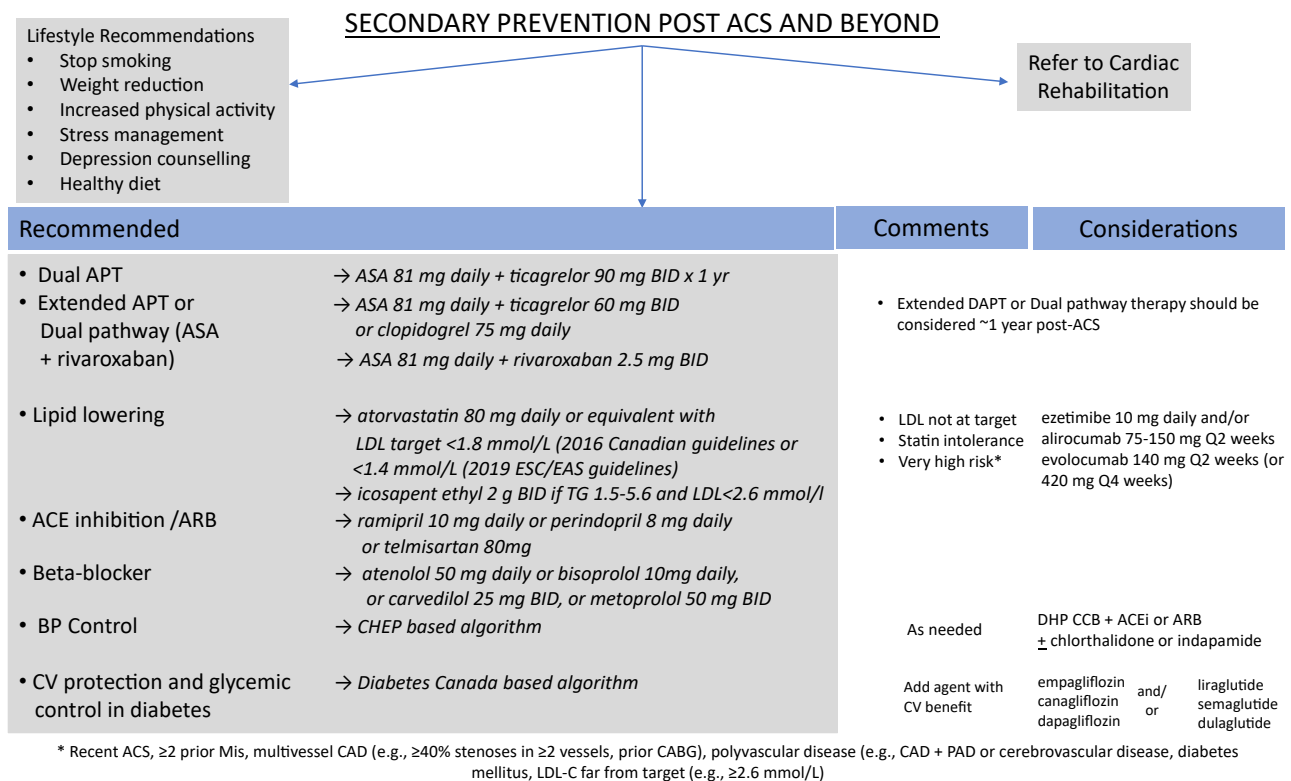 SECONDARY PREVENTION POST ACS AND BEYOND
Lifestyle Recommendations
• Stop smoking
• Weight reduction
• Increased physical activity
• Stress management
• Depression counselling
• Healthy diet
Refer to Cardiac
Rehabilitation
Recommended
Comments
Considerations
• Dual APT
→ ASA 81 mg daily + ticagrelor 90 mg BID x 1 yr
• Extended APT or
Dual pathway (ASA
+ rivaroxaban)
→ ASA 81 mg daily + ticagrelor 60 mg BID
or clopidogrel 75 mg daily
→ ASA 81 mg daily + rivaroxaban 2.5 mg BID
• Extended DAPT or Dual pathway therapy should be
considered ~1 year post-ACS
• Lipid lowering
→ atorvastatin 80 mg daily or equivalent with
LDL target <1.8 mmol/L (2016 Canadian guidelines or
<1.4 mmol/L (2019 ESC/EAS guidelines)
→ icosapent ethyl 2 g BID if TG 1.5-5.6 and LDL<2.6 mmol/l
• LDL not at target
• Statin intolerance
• Very high risk*
ezetimibe 10 mg daily and/or
alirocumab 75-150 mg Q2 weeks
evolocumab 140 mg Q2 weeks (or
420 mg Q4 weeks)
• ACE inhibition /ARB
→ ramipril 10 mg daily or perindopril 8 mg daily
or telmisartan 80mg
• Beta-blocker
→ atenolol 50 mg daily or bisoprolol 10mg daily,
or carvedilol 25 mg BID, or metoprolol 50 mg BID
• BP Control
→ CHEP based algorithm
As needed
DHP CCB + ACEi or ARB
+ chlorthalidone or indapamide
• CV protection and glycemic
control in diabetes
→ Diabetes Canada based algorithm
Add agent with
CV benefit
empagliflozin
canagliflozin
dapagliflozin
and/
or
liraglutide
semaglutide
dulaglutide
* Recent ACS, ≥2 prior Mis, multivessel CAD (e.g., ≥40% stenoses in ≥2 vessels, prior CABG), polyvascular disease (e.g., CAD + PAD or cerebrovascular disease, diabetes
mellitus, LDL-C far from target (e.g., ≥2.6 mmol/L)